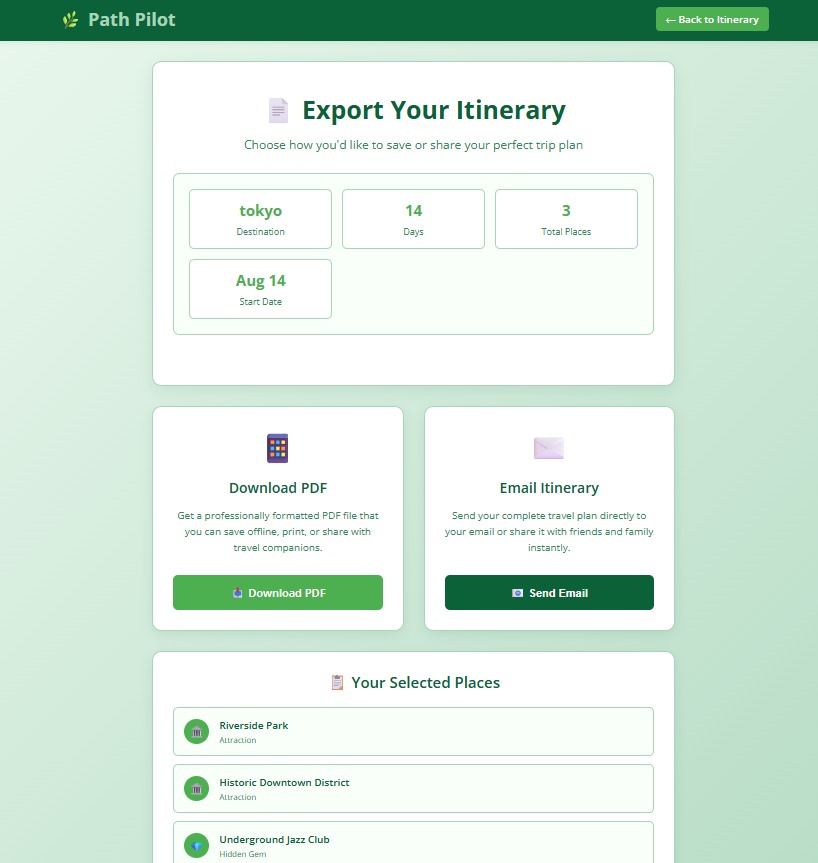 Path Pilot
← Back to Itinerary
Export Your Itinerary
Choose how you'd like to save or share your perfect trip plan
tokyo
Destination
14
Days
3
Total Places
Aug 14
Start Date
Download PDF
Get a professionally formatted PDF file that
you can save offline, print, or share with
travel companions.
Download PDF
Email Itinerary
Send your complete travel plan directly to
your email or share it with friends and family
instantly.
Send Email
Your Selected Places
Riverside Park
Attraction
Historic Downtown District
Attraction
Underground Jazz Club
Hidden Gem